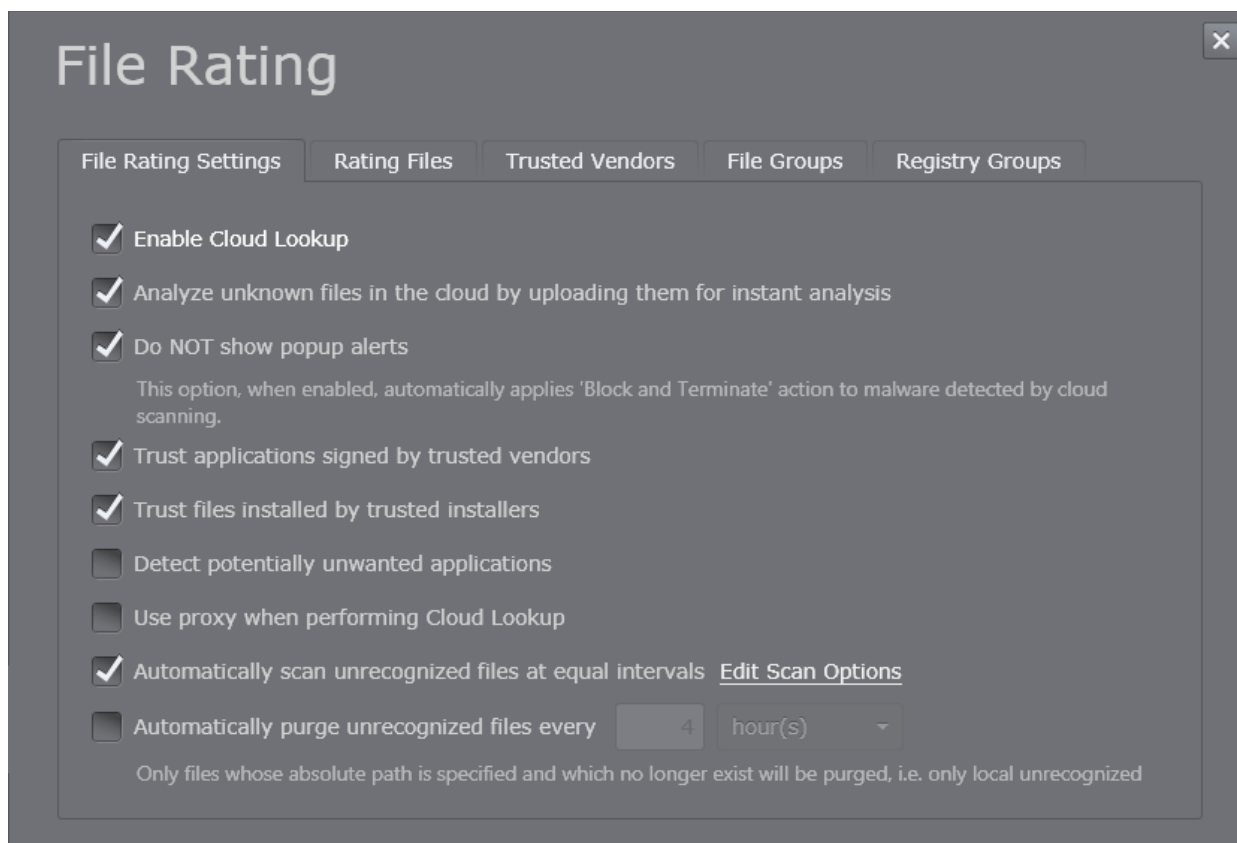 File Rating
File Rating Settings
Rating Files
Trusted Vendors
File Groups
Registry Groups
Enable Cloud Lookup
Analyze unknown files in the cloud by uploading them for instant analysis
Do NOT show popup alerts
This option, when enabled, automatically applies 'Block and Terminate' action to malware detected by cloud
scanning.
Trust applications signed by trusted vendors
Trust files installed by trusted installers
Detect potentially unwanted applications
Use proxy when performing Cloud Lookup
Automatically scan unrecognized files at equal intervals Edit Scan Options
Automatically purge unrecognized files every 4 hour(s)
Only files whose absolute path is specified and which no longer exist will be purged, i.e. only local unrecognized